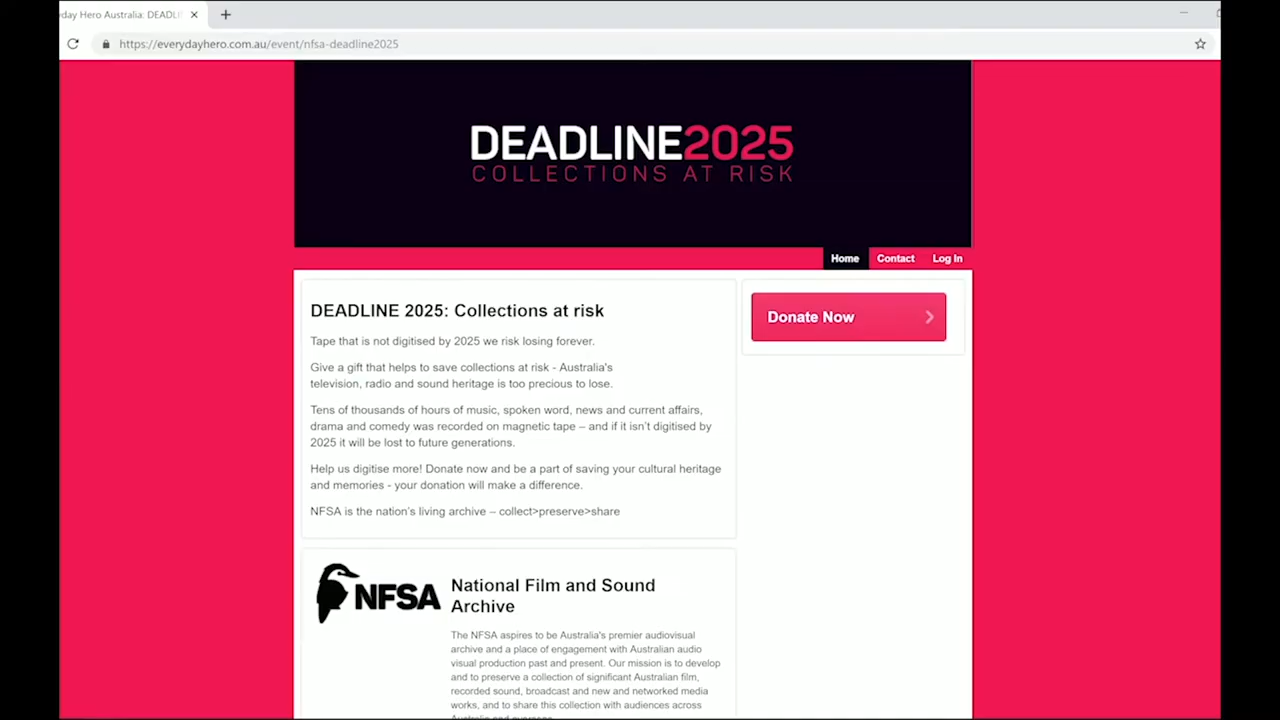 day Hero Australia: DEADLI
https://everydayhero.com.au/event/nfsa-deadline2025
DEADLINE2025
COLLECTIONS AT RISK
Home Contact Log In
DEADLINE 2025: Collections at risk
Tape that is not digitised by 2025 we risk losing forever.
Give a gift that helps to save collections at risk - Australia's
television, radio and sound heritage is too precious to lose.
Tens of thousands of hours of music, spoken word, news and current affairs,
drama and comedy was recorded on magnetic tape – and if it isn't digitised by
2025 it will be lost to future generations.
Help us digitise more! Donate now and be a part of saving your cultural heritage
and memories - your donation will make a difference.
NFSA is the nation's living archive – collect>preserve>share
Donate Now
NFSA
National Film and Sound
Archive
The NFSA aspires to be Australia's premier audiovisual
archive and a place of engagement with Australian audio
visual production past and present. Our mission is to develop
and to preserve a collection of significant Australian film,
recorded sound, broadcast and new and networked media
works, and to share this collection with audiences across